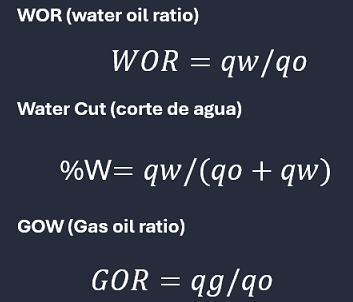 WOR (water oil ratio)
WOR = qw/qo
Water Cut (corte de agua)
%W= qw/(qo + qw)
GOW (Gas oil ratio)
GOR = qg/qo